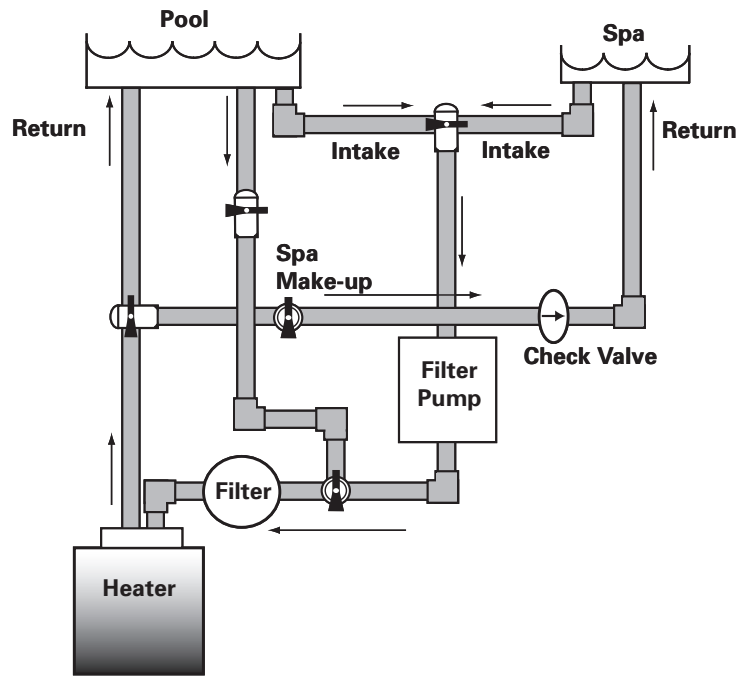 Pool
Spa
Return
Intake
Intake
Return
Spa
Make-up
Check Valve
Filter
Pump
Filter
Heater